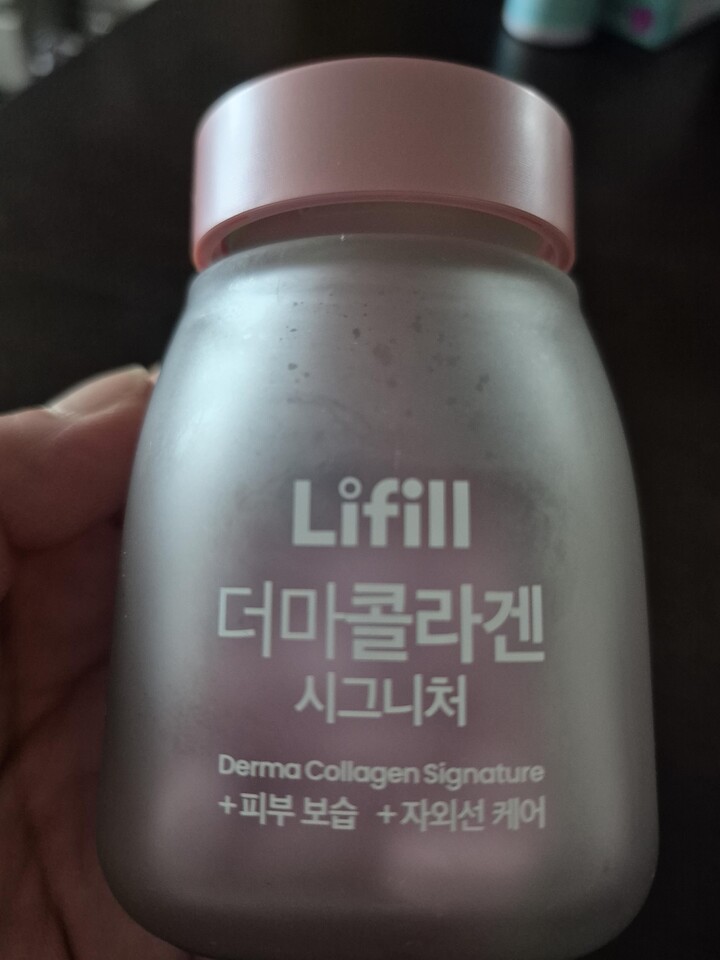 Lifill
더마콜라겐
시그니처
Derma Collagen Signature
+피부 보습 +자외선 케어